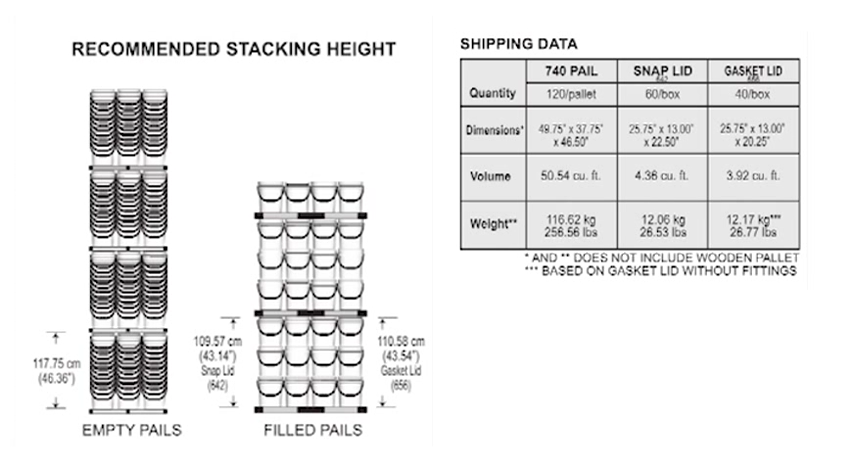 RECOMMENDED STACKING HEIGHT
117.75 cm
(46.36")
EMPTY PAILS
109.57 cm
(43.14")
Snap Lid
(642)
110.58 cm
(43.54")
Gasket Lid
(656)
FILLED PAILS
SHIPPING DATA
740 PAIL SNAP LID GASKET LID
Quantity 120/pallet 60/box 40/box
Dimensions* 49.75" x 37.75" 25.75" x 13.00" 25.75" x 13.00"
x 46.50" x 22.50" x 20.25"
Volume 50.54 cu. ft. 4.36 cu. ft. 3.92 cu. ft.
Weight** 116.62 kg 12.06 kg 12.17 kg***
256.56 lbs 26.53 lbs 26.77 lbs
* AND ** DOES NOT INCLUDE WOODEN PALLET
*** BASED ON GASKET LID WITHOUT FITTINGS